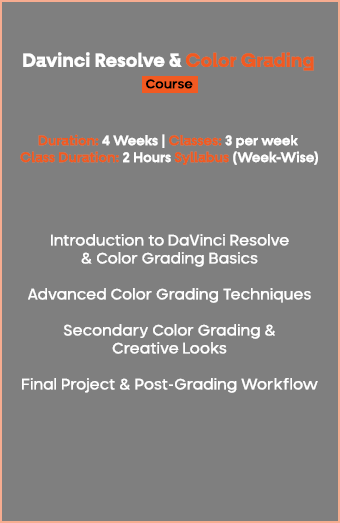 Davinci Resolve & Color Grading
Course
Duration: 4 Weeks | Classes: 3 per week
Class Duration: 2 Hours Syllabus (Week-Wise)
Introduction to DaVinci Resolve
& Color Grading Basics
Advanced Color Grading Techniques
Secondary Color Grading &
Creative Looks
Final Project & Post-Grading Workflow